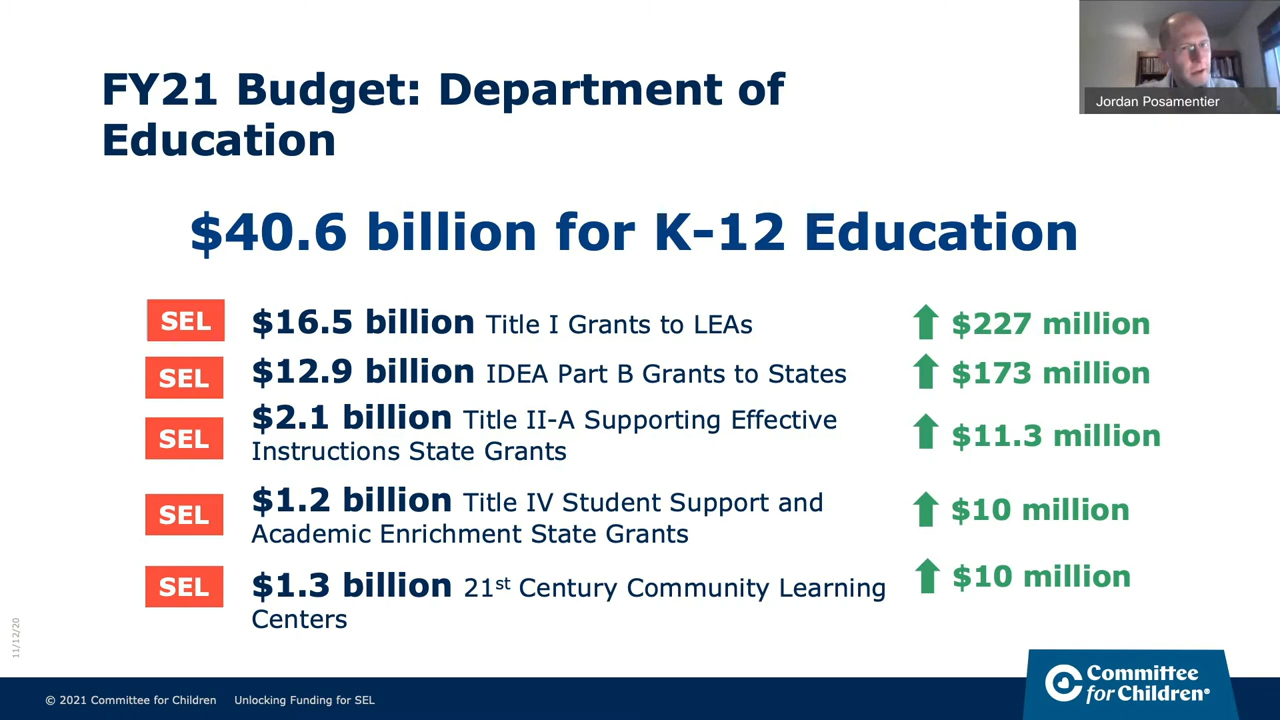 Jordan Posamentier
FY21 Budget: Department of
Education
$40.6 billion for K-12 Education
SEL $16.5 billion Title I Grants to LEAs $227 million
SEL $12.9 billion IDEA Part B Grants to States $173 million
SEL $2.1 billion Title II-A Supporting Effective
Instructions State Grants $11.3 million
SEL $1.2 billion Title IV Student Support and
Academic Enrichment State Grants $10 million
SEL $1.3 billion 21st Century Community Learning
Centers $10 million
11/12/20
© 2021 Committee for Children Unlocking Funding for SEL
Committee
for Children®